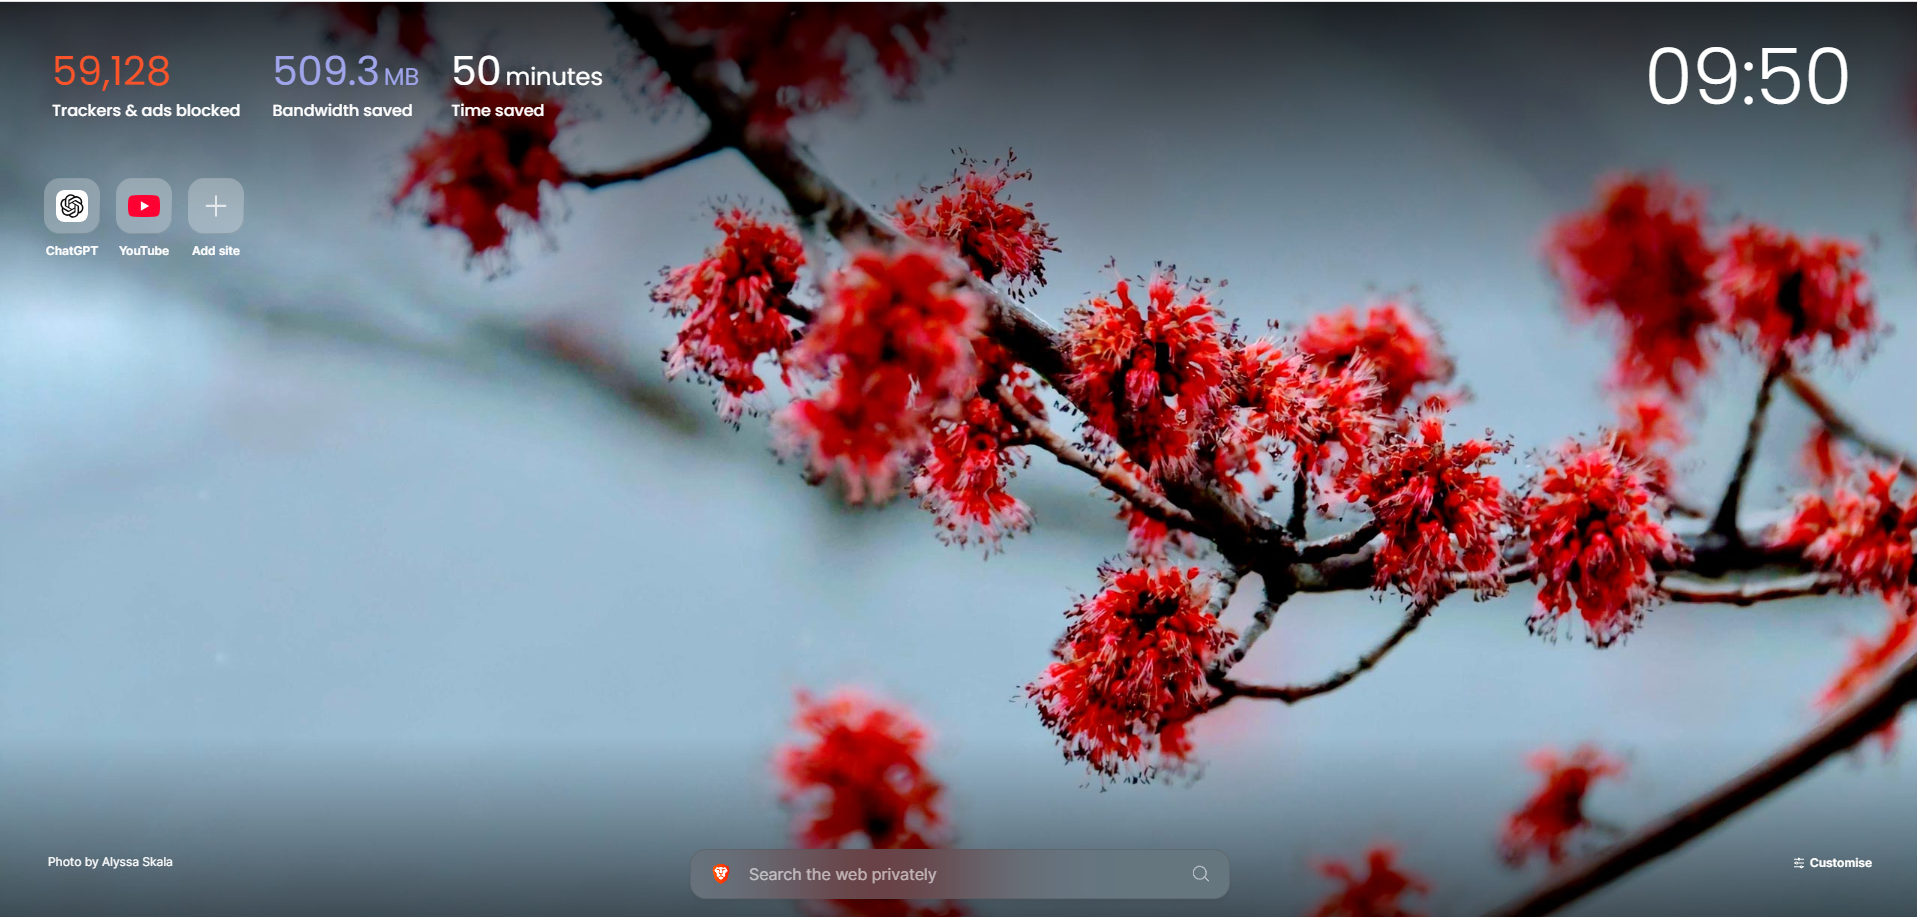 59,128
Trackers & ads blocked
509.3 MB
Bandwidth saved
50 minutes
Time saved
09:50
ChatGPT
YouTube
Add site
Photo by Alyssa Skala
Search the web privately
Customise